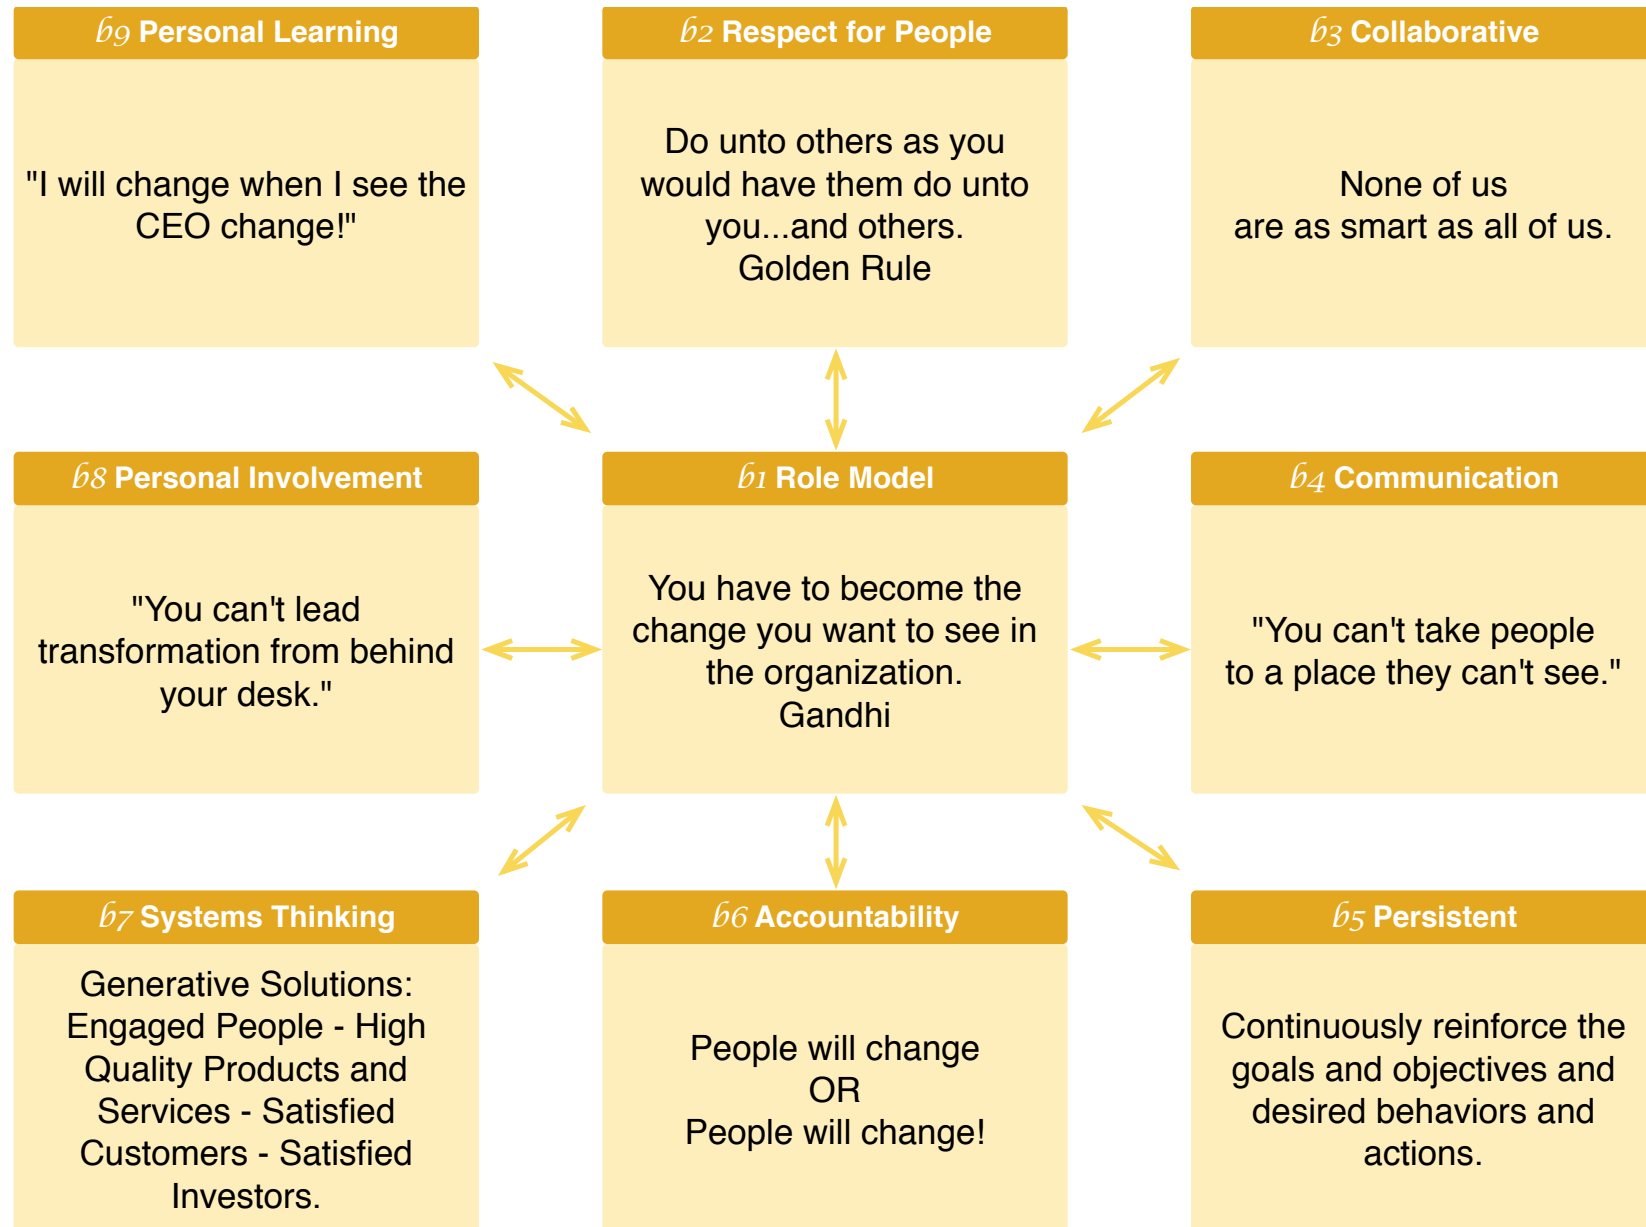 b9 Personal Learning
"I will change when I see the
CEO change!"
b2 Respect for People
Do unto others as you
would have them do unto
you...and others.
Golden Rule
b3 Collaborative
None of us
are as smart as all of us.
b8 Personal Involvement
"You can't lead
transformation from behind
your desk."
b1 Role Model
You have to become the
change you want to see in
the organization.
Gandhi
b4 Communication
"You can't take people
to a place they can't see."
b7 Systems Thinking
Generative Solutions:
Engaged People - High
Quality Products and
Services - Satisfied
Customers - Satisfied
Investors.
b6 Accountability
People will change
OR
People will change!
b5 Persistent
Continuously reinforce the
goals and objectives and
desired behaviors and
actions.